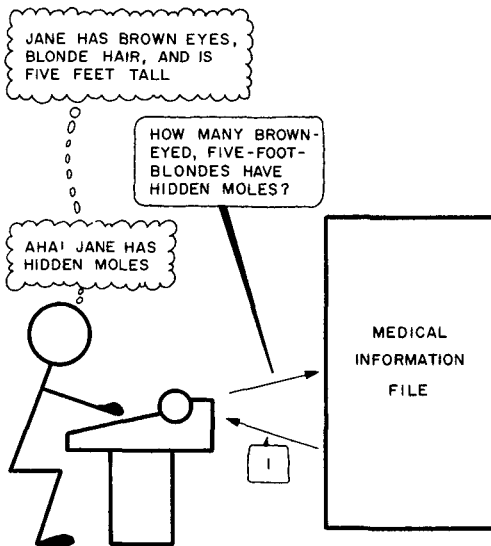 JANE HAS BROWN EYES,
BLONDE HAIR, AND IS
FIVE FEET TALL
HOW MANY BROWN-
EYED, FIVE-FOOT-
BLONDES HAVE
HIDDEN MOLES?
AHA! JANE HAS
HIDDEN MOLES
MEDICAL
INFORMATION
FILE
1